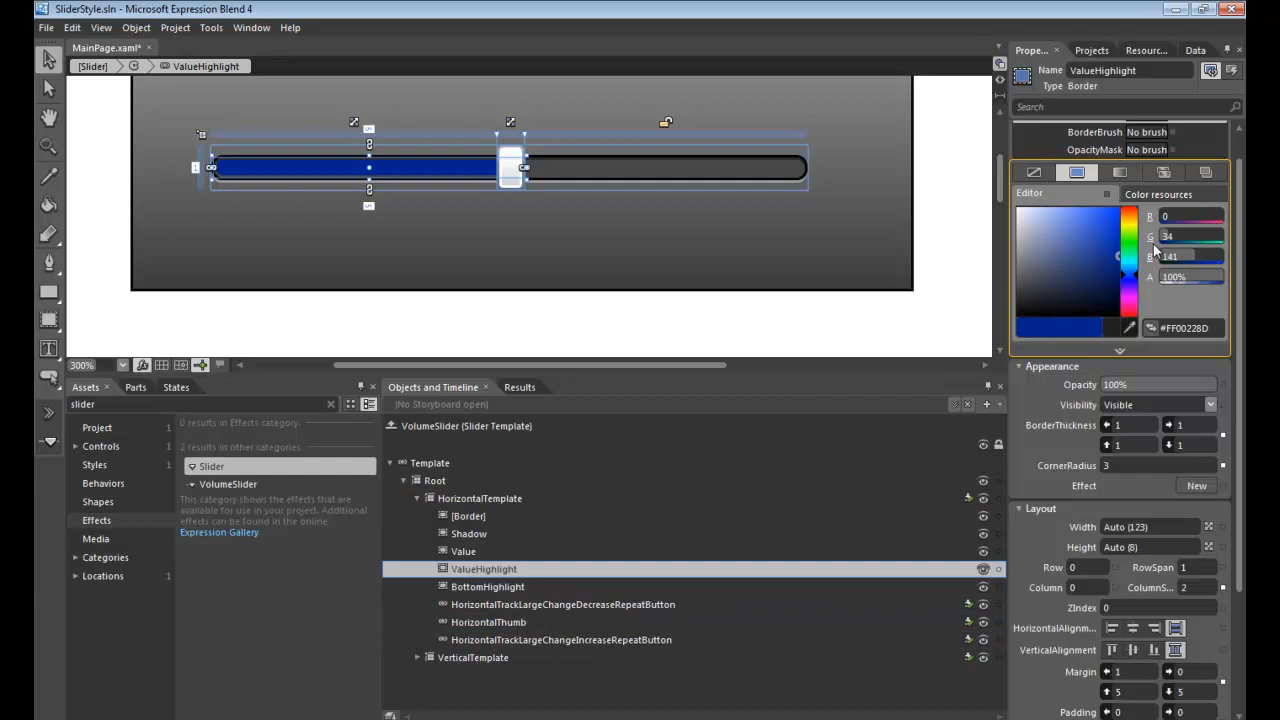 SliderStyle.sln - Microsoft Expression Blend 4
File Edit View Object Project Tools Window Help
MainPage.xaml*
[Slider] ValueHighlight
300%
Assets Parts States
slider
Project 1
Controls 1
Styles 1
Behaviors
Shapes
Effects
Media
Categories 1
Locations 1
0 results in Effects category.
2 results in other categories.
Slider
VolumeSlider
This category shows the effects that are
available for use in your project. Additional
effects can be found in the online
Expression Gallery.
Objects and Timeline Results
(No Storyboard open)
VolumeSlider (Slider Template)
Template
Root
HorizontalTemplate
[Border]
Shadow
Value
ValueHighlight
BottomHighlight
HorizontalTrackLargeChangeDecreaseRepeatButton
HorizontalThumb
HorizontalTrackLargeChangeIncreaseRepeatButton
VerticalTemplate
Prope... Projects Resourc... Data
Name ValueHighlight
Type Border
Search
BorderBrush No brush
OpacityMask No brush
Editor Color resources
R 0
G 34
B 141
A 100%
#FF00228D
Appearance
Opacity 100%
Visibility Visible
BorderThickness 1 1
1 1
CornerRadius 3
Effect New
Layout
Width Auto (123)
Height Auto (8)
Row 0 RowSpan 1
Column 0 ColumnS... 2
ZIndex 0
HorizontalAlignm...
VerticalAlignment
Margin 1 0
5 5
Padding 0 0